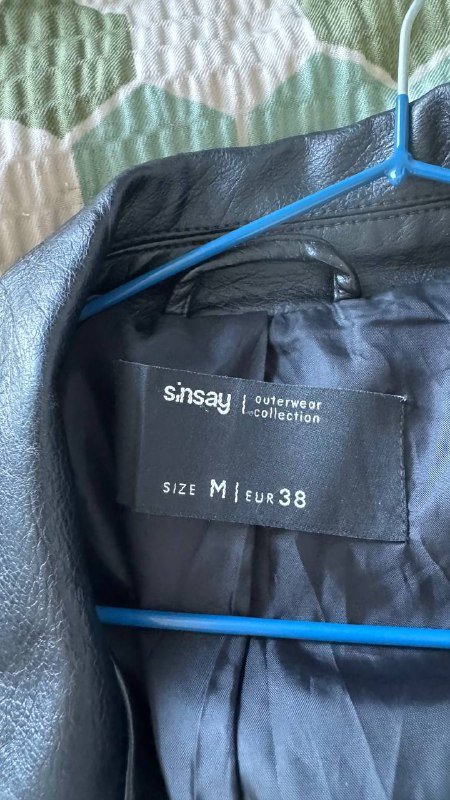 sinsay | outerwear
collection
SIZE M | EUR 38